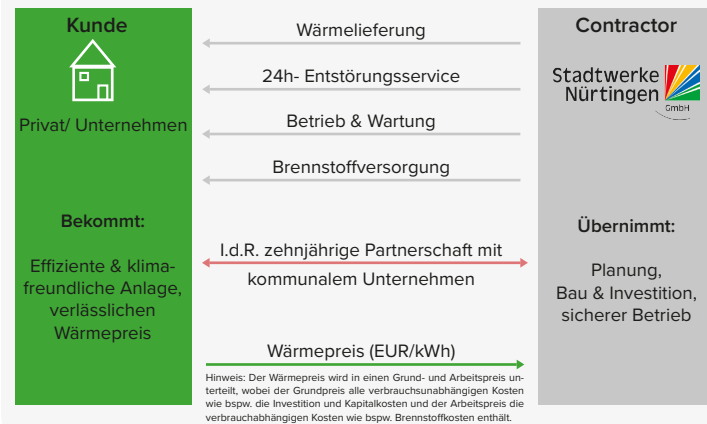 Kunde
Privat/ Unternehmen
Bekommt:
Effiziente & klima-
freundliche Anlage,
verlässlichen
Wärmepreis
Wärmelieferung
24h- Entstörungsservice
Betrieb & Wartung
Brennstoffversorgung
I.d.R. zehnjährige Partnerschaft mit
kommunalem Unternehmen
Wärmepreis (EUR/kWh)
Hinweis: Der Wärmepreis wird in einen Grund- und Arbeitspreis un-
terteilt, wobei der Grundpreis alle verbrauchsunabhängigen Kosten
wie bspw. die Investition und Kapitalkosten und der Arbeitspreis die
verbrauchabhängigen Kosten wie bspw. Brennstoffkosten enthält.
Contractor
Stadtwerke
Nürtingen
GmbH
Übernimmt:
Planung,
Bau & Investition,
sicherer Betrieb